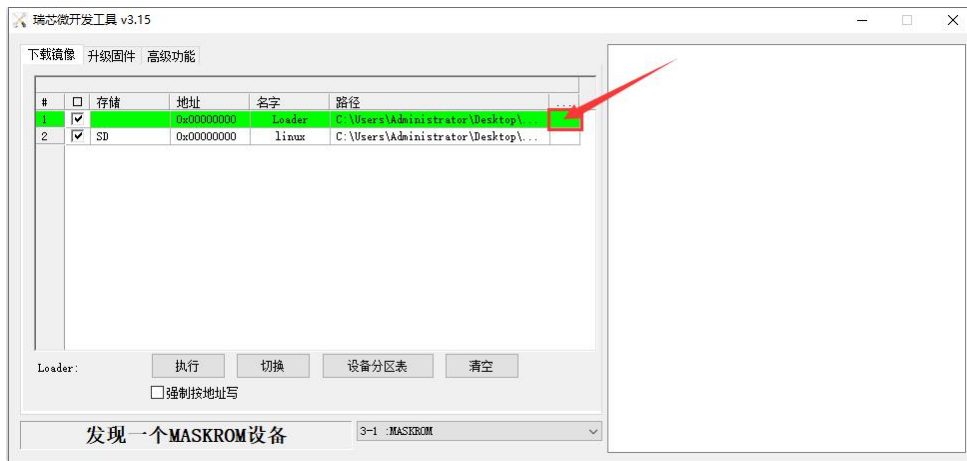 瑞芯微开发工具 v3.15
下载镜像 升级固件 高级功能
# 存储 地址 名字 路径 ...
1 0x00000000 Loader C:\Users\Administrator\Desktop\...
2 SD 0x00000000 linux C:\Users\Administrator\Desktop\...
Loader: 执行 切换 设备分区表 清空
强制按地址写
发现一个MASKROM设备 3-1 :MASKROM